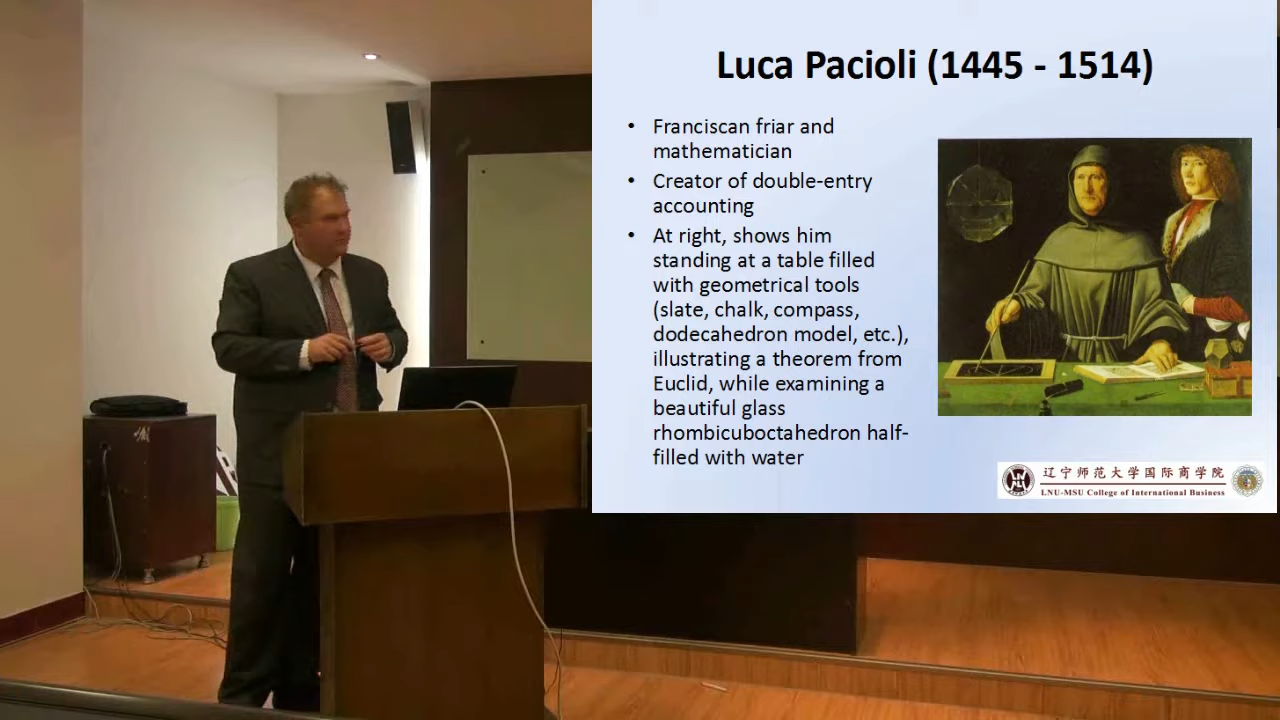 Luca Pacioli (1445 - 1514)
• Franciscan friar and
mathematician
• Creator of double-entry
accounting
• At right, shows him
standing at a table filled
with geometrical tools
(slate, chalk, compass,
dodecahedron model, etc.),
illustrating a theorem from
Euclid, while examining a
beautiful glass
rhombicuboctahedron half-
filled with water
辽宁师范大学国际商学院
LNU-MSU College of International Business